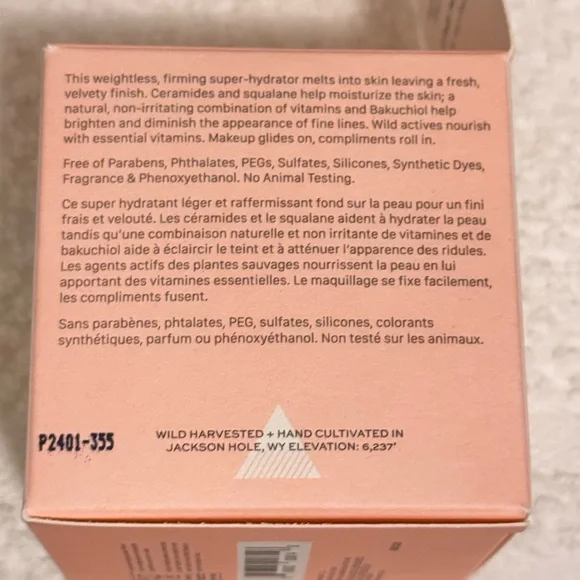 This weightless, firming super-hydrator melts into skin leaving a fresh,
velvety finish. Ceramides and squalane help moisturize the skin; a
natural, non-irritating combination of vitamins and Bakuchiol help
brighten and diminish the appearance of fine lines. Wild actives nourish
with essential vitamins. Makeup glides on, compliments roll in.
Free of Parabens, Phthalates, PEGs, Sulfates, Silicones, Synthetic Dyes,
Fragrance & Phenoxyethanol. No Animal Testing.
Ce super hydratant léger et raffermissant fond sur la peau pour un fini
frais et velouté. Les céramides et le squalane aident à hydrater la peau
tandis qu'une combinaison naturelle et non irritante de vitamines et de
bakuchiol aide à éclaircir le teint et à atténuer l'apparence des ridules.
Les agents actifs des plantes sauvages nourrissent la peau en lui
apportant des vitamines essentielles. Le maquillage se fixe facilement,
les compliments fusent.
Sans parabènes, phtalates, PEG, sulfates, silicones, colorants
synthétiques, parfum ou phénoxyéthanol. Non testé sur les animaux.
P2401-355
WILD HARVESTED + HAND CULTIVATED IN
JACKSON HOLE, WY ELEVATION: 6,237'